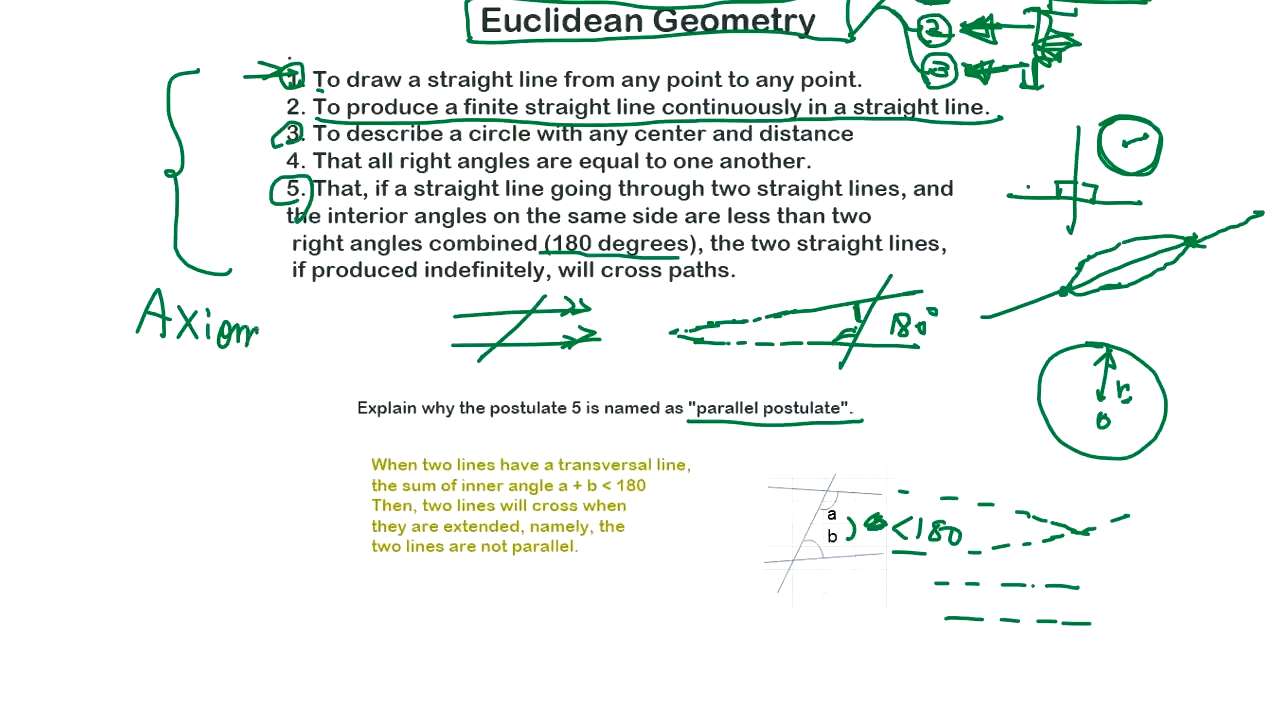 Euclidean Geometry
2
3
1. To draw a straight line from any point to any point.
2. To produce a finite straight line continuously in a straight line.
3. To describe a circle with any center and distance
4. That all right angles are equal to one another.
5. That, if a straight line going through two straight lines, and
the interior angles on the same side are less than two
right angles combined (180 degrees), the two straight lines,
if produced indefinitely, will cross paths.
Axiom
180°
r
o
Explain why the postulate 5 is named as "parallel postulate".
When two lines have a transversal line,
the sum of inner angle a + b < 180
Then, two lines will cross when
they are extended, namely, the
two lines are not parallel.
a
b
<180